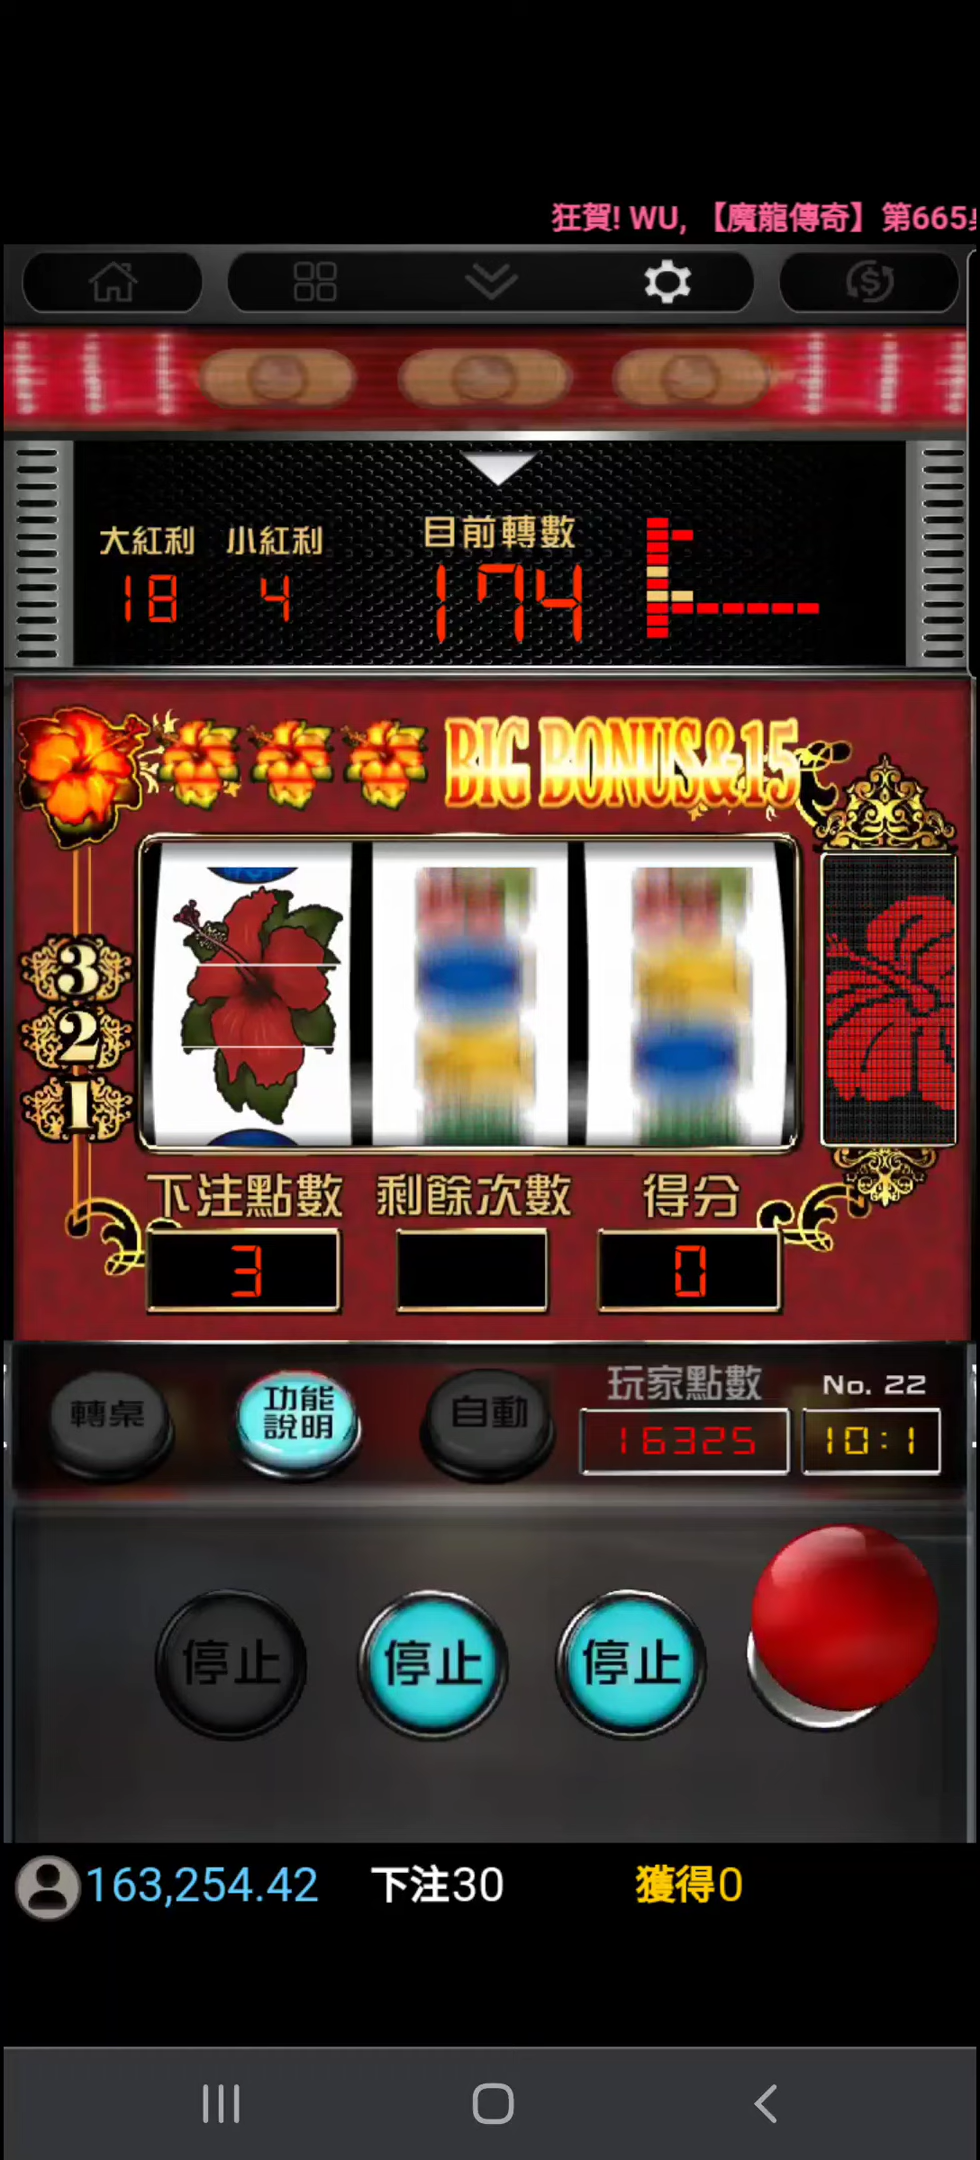 狂賀! WU, 【魔龍傳奇】 第665
大紅利 小紅利 目前轉數
18 4 174
BIG BONUS&15
3
2
1
下注點數 剩餘次數 得分
3 0
轉桌 功能說明 自動 玩家點數 No. 22
16325 10:1
停止 停止 停止
163,254.42 下注30 獲得0